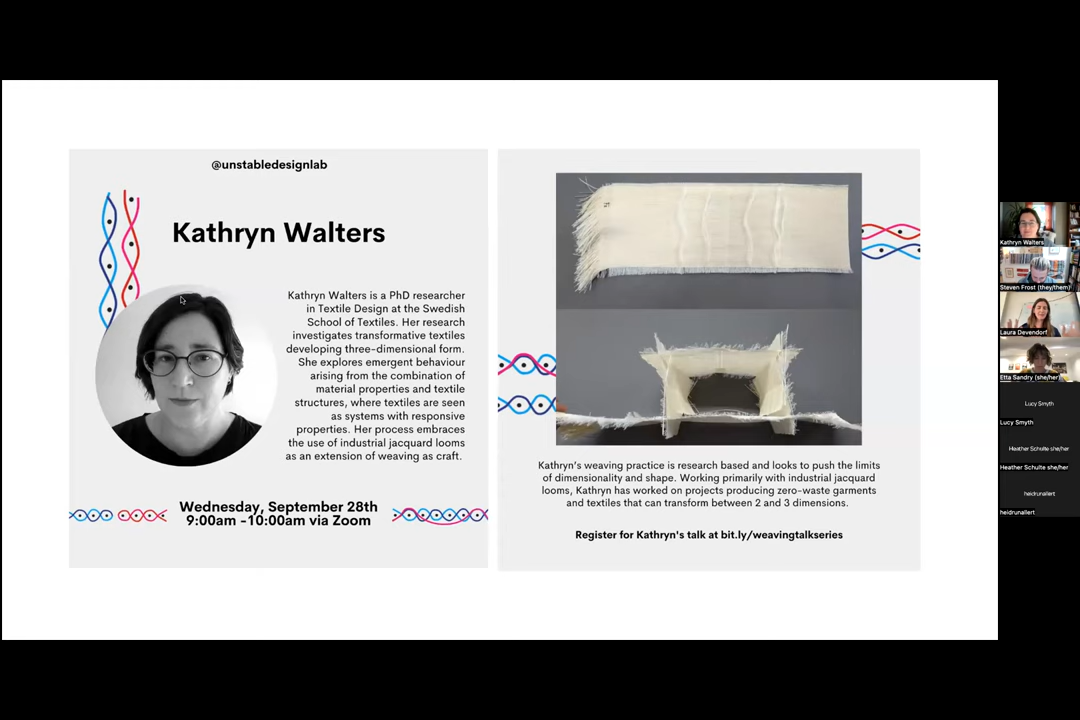 @unstabledesignlab
Kathryn Walters
Kathryn Walters is a PhD researcher
in Textile Design at the Swedish
School of Textiles. Her research
investigates transformative textiles
developing three-dimensional form.
She explores emergent behaviour
arising from the combination of
material properties and textile
structures, where textiles are seen
as systems with responsive
properties. Her process embraces
the use of industrial jacquard looms
as an extension of weaving as craft.
Wednesday, September 28th
9:00am -10:00am via Zoom
Kathryn's weaving practice is research based and looks to push the limits
of dimensionality and shape. Working primarily with industrial jacquard
looms, Kathryn has worked on projects producing zero-waste garments
and textiles that can transform between 2 and 3 dimensions.
Register for Kathryn's talk at bit.ly/weavingtalkseries
Kathryn Walters
Steven Frost (they/them)
Laura Devendorf
Etta Sandry (she/her)
Lucy Smyth
Lucy Smyth
Heather Schulte she/her
Heather Schulte she/her
heidrunallert
heidrunallert